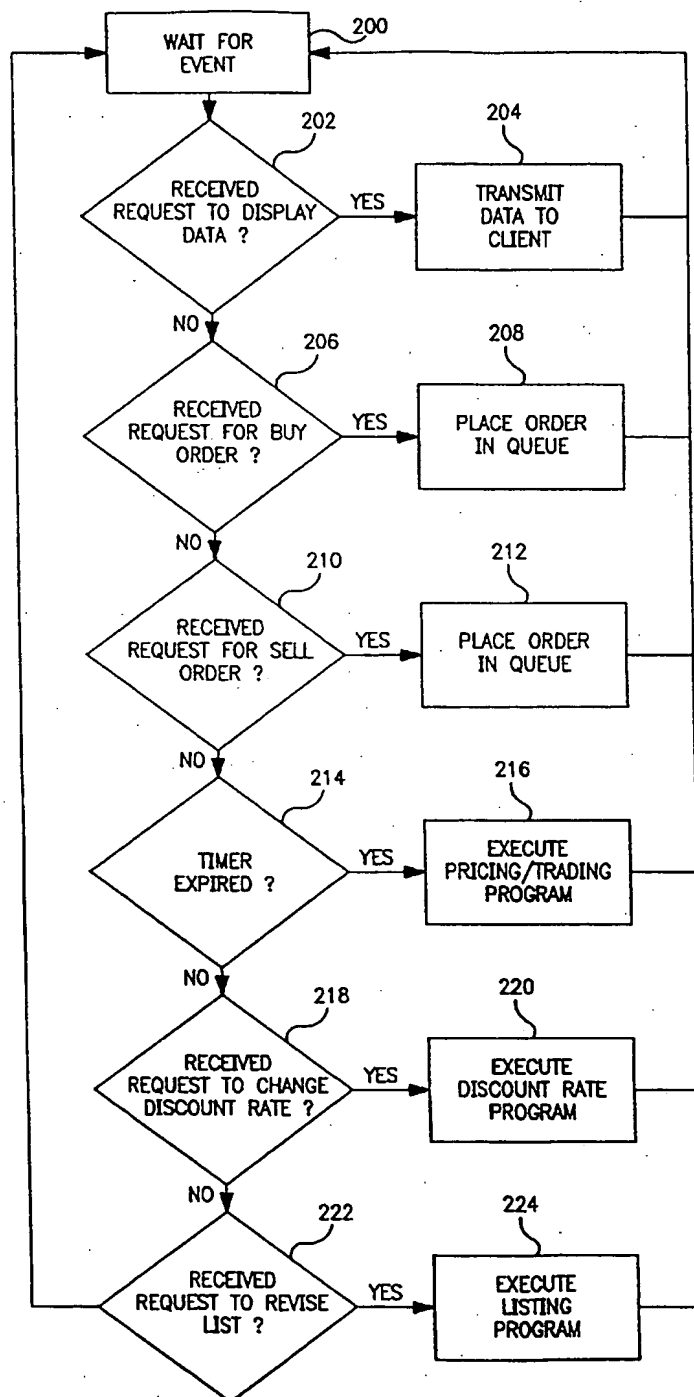 WAIT FOR
EVENT
200
202
RECEIVED
REQUEST TO DISPLAY
DATA ?
YES
204
TRANSMIT
DATA TO
CLIENT
NO
206
RECEIVED
REQUEST FOR BUY
ORDER ?
YES
208
PLACE ORDER
IN QUEUE
NO
210
RECEIVED
REQUEST FOR SELL
ORDER ?
YES
212
PLACE ORDER
IN QUEUE
NO
214
TIMER
EXPIRED ?
YES
216
EXECUTE
PRICING/TRADING
PROGRAM
NO
218
RECEIVED
REQUEST TO CHANGE
DISCOUNT RATE ?
YES
220
EXECUTE
DISCOUNT RATE
PROGRAM
NO
222
RECEIVED
REQUEST TO REVISE
LIST ?
YES
224
EXECUTE
LISTING
PROGRAM